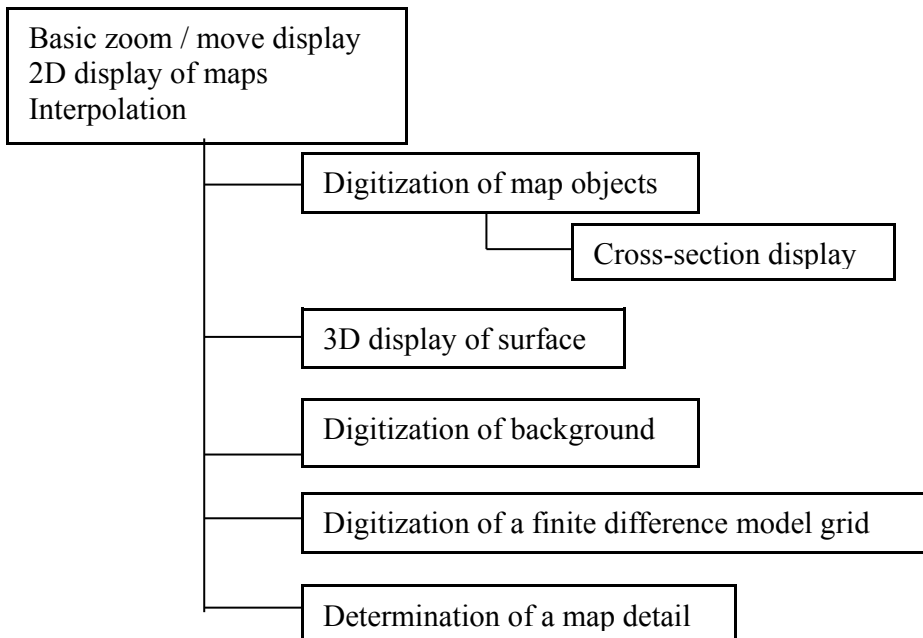 Basic zoom / move display
2D display of maps
Interpolation
Digitization of map objects
Cross-section display
3D display of surface
Digitization of background
Digitization of a finite difference model grid
Determination of a map detail